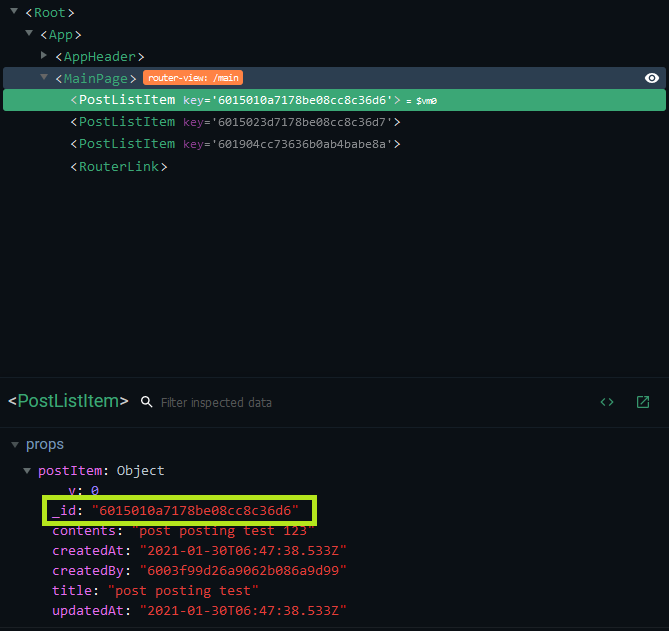 <Root>
<App>
<AppHeader>
<MainPage> router-view: /main
<PostListItem key='6015010a7178be08cc8c36d6'> = $vm0
<PostListItem key='6015023d7178be08cc8c36d7'>
<PostListItem key='601904cc73636b0ab4babe8a'>
<RouterLink>
<PostListItem> Filter inspected data
props
postItem: Object
__v: 0
_id: "6015010a7178be08cc8c36d6"
contents: "post posting test 123"
createdAt: "2021-01-30T06:47:38.533Z"
createdBy: "6003f99d26a9062b086a9d99"
title: "post posting test"
updatedAt: "2021-01-30T06:47:38.533Z"